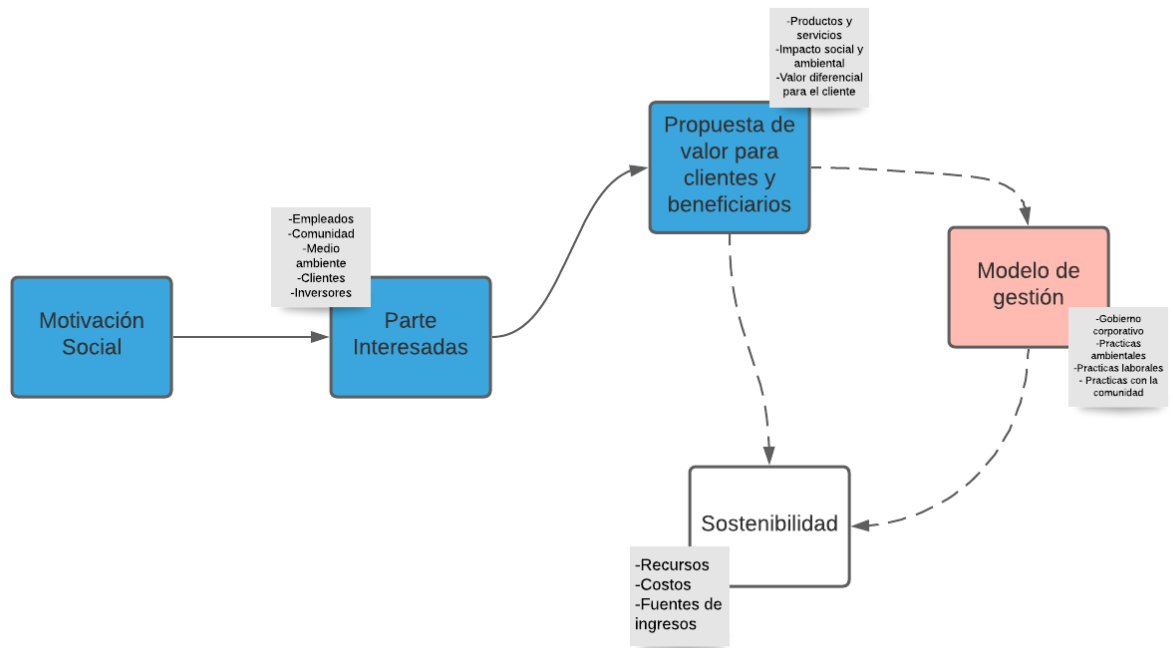 Motivación
Social
-Empleados
-Comunidad
-Medio
ambiente
-Clientes
-Inversores
Parte
Interesadas
-Productos y
servicios
-Impacto social y
ambiental
-Valor diferencial
para el cliente
Propuesta de
valor para
clientes y
beneficiarios
Modelo de
gestión
-Gobierno
corporativo
-Practicas
ambientales
-Practicas laborales
- Practicas con la
comunidad
Sostenibilidad
-Recursos
-Costos
-Fuentes de
ingresos